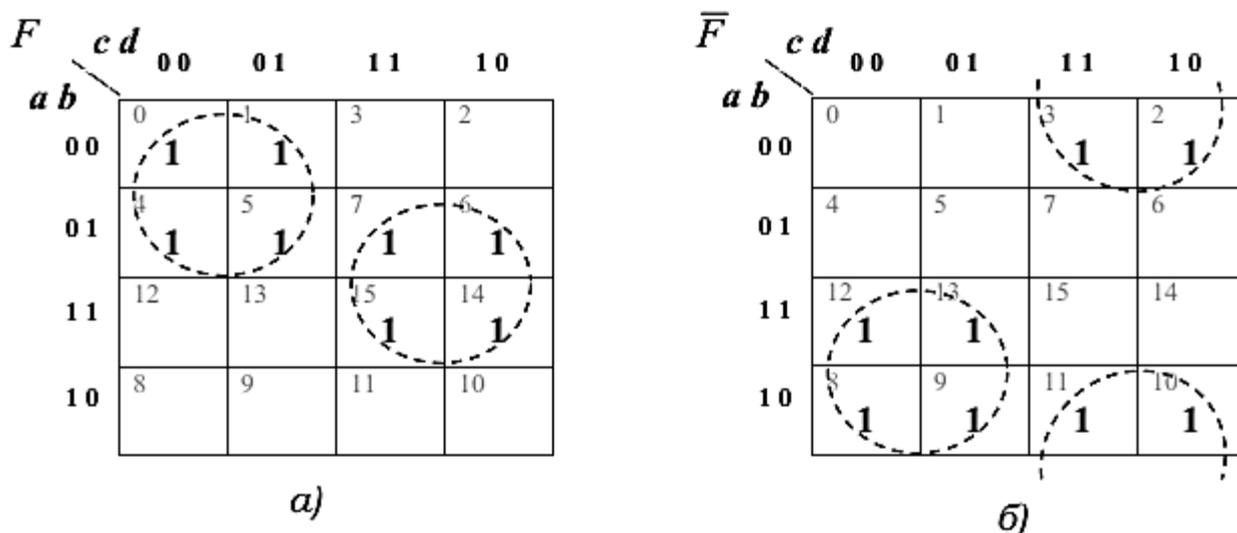 F c d
00 01 11 10
a b
00 0 1 1 1 3 2
01 4 1 5 1 7 1 6 1
11 12 13 15 1 14 1
10 8 9 11 10
а)
F̅ c d
00 01 11 10
a b
00 0 1 3 1 2 1
01 4 5 7 6
11 12 1 13 1 15 14
10 8 1 9 1 11 1 10 1
б)